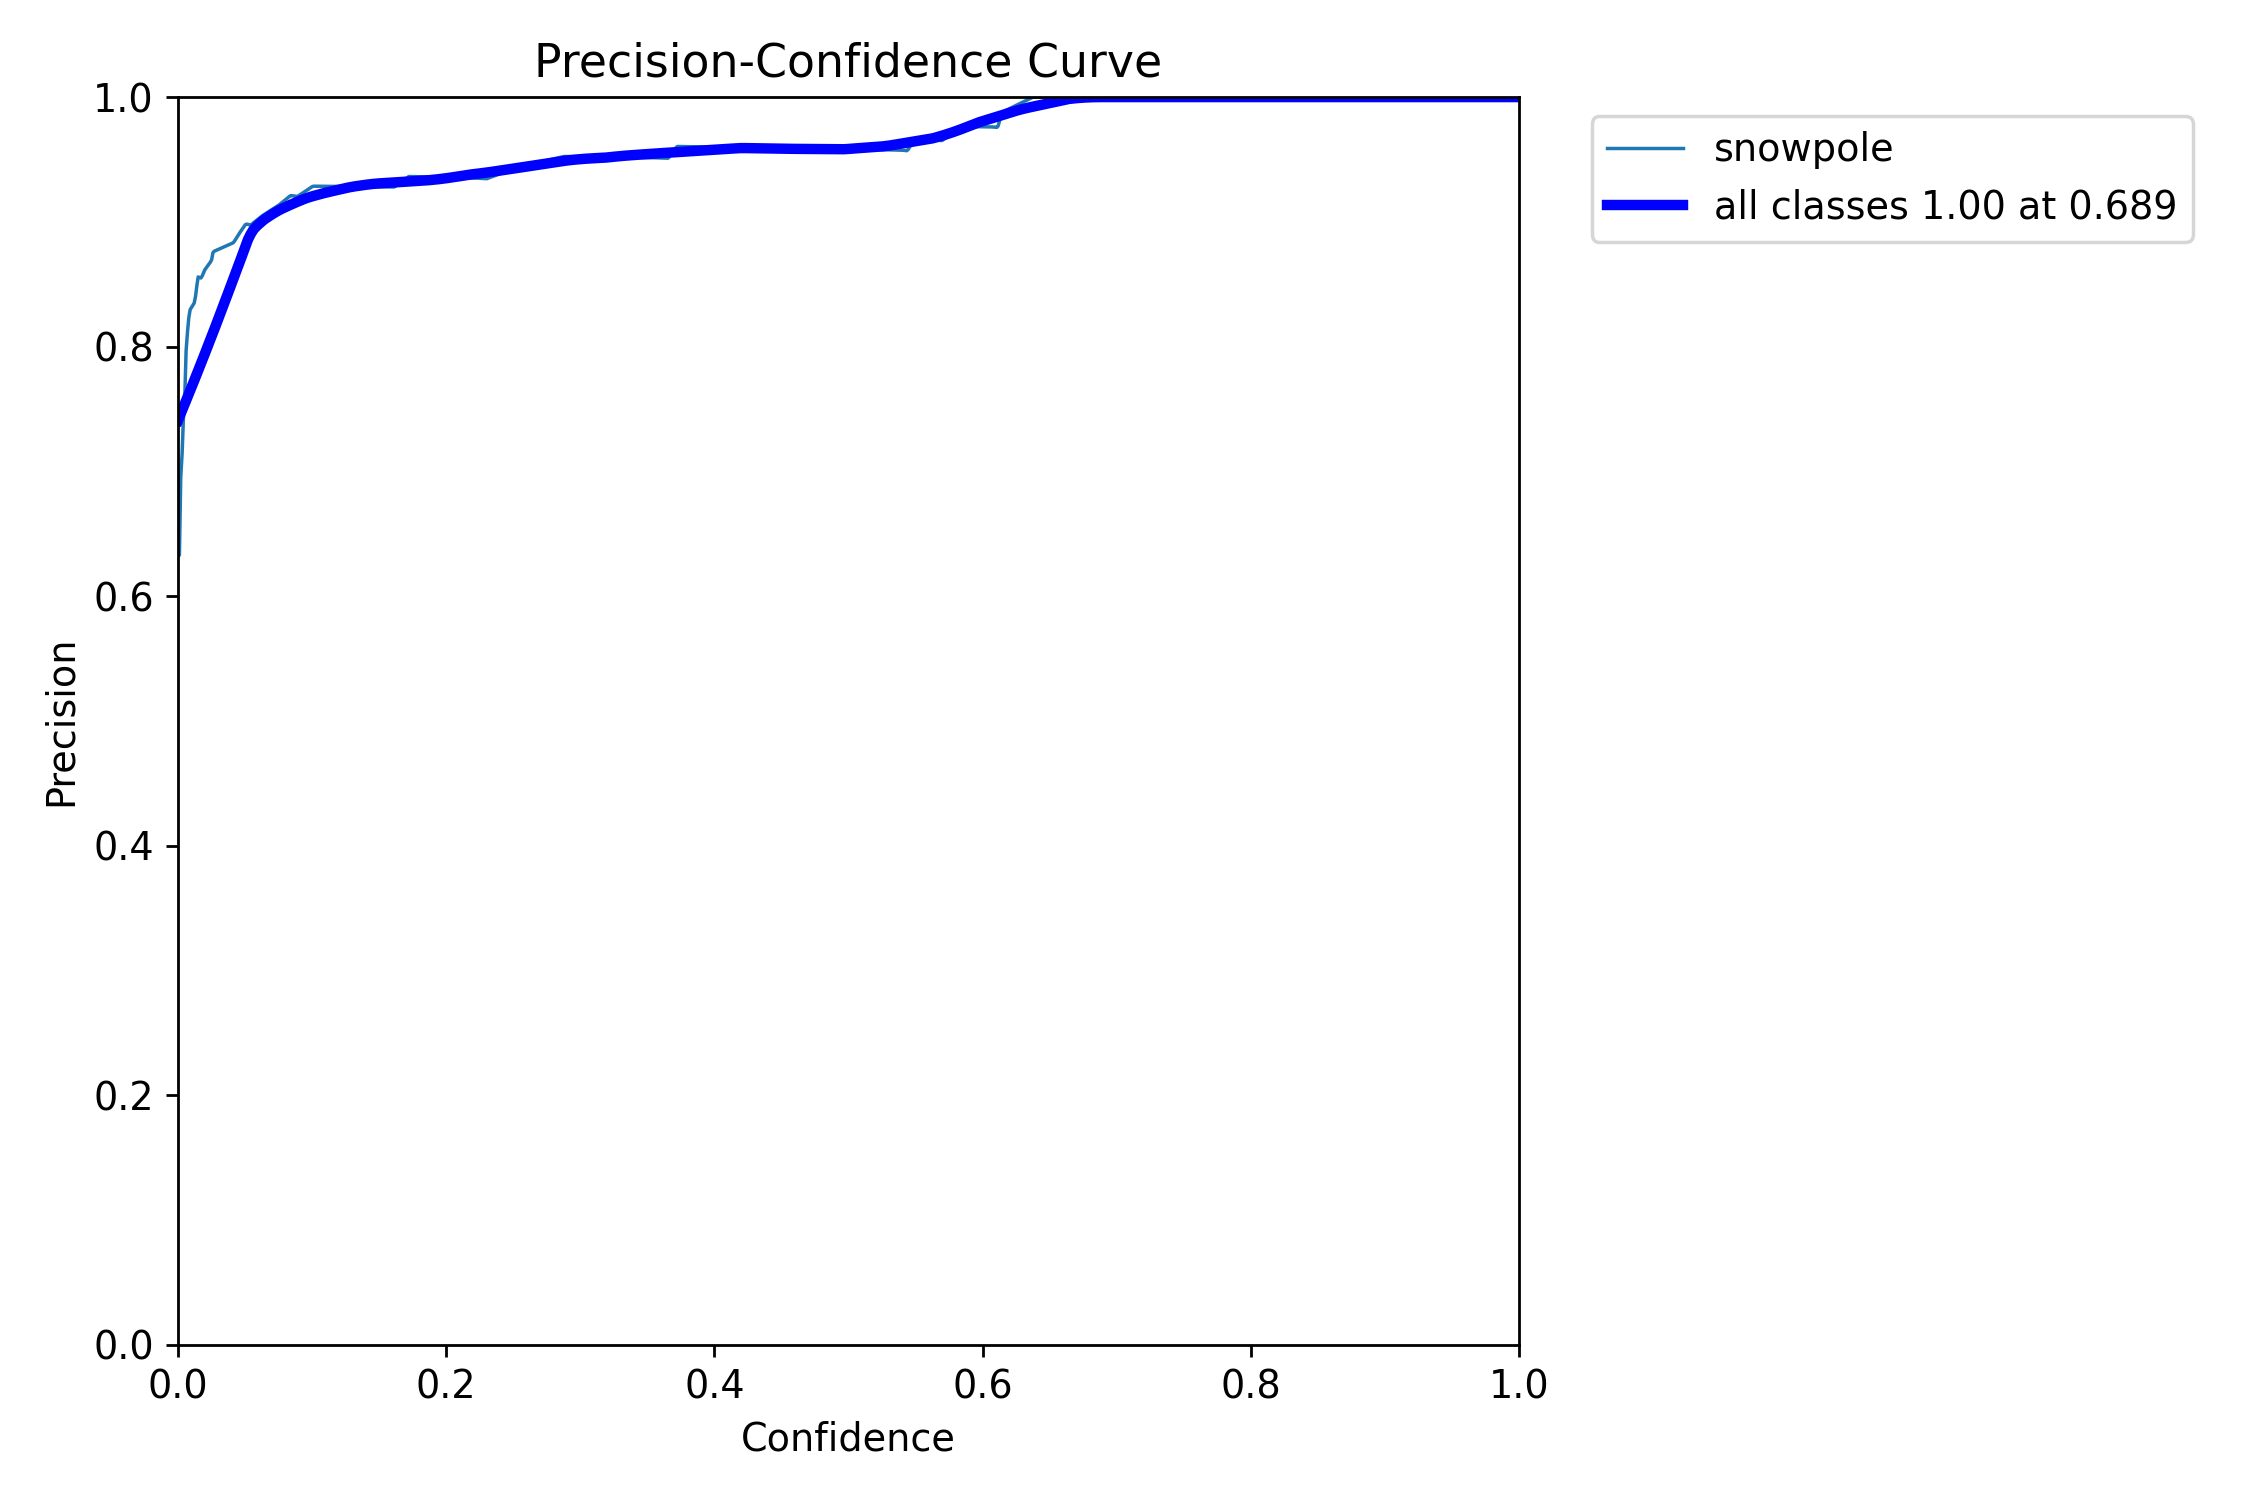 Precision-Confidence Curve
snowpole
all classes 1.00 at 0.689
Precision
1.0
0.8
0.6
0.4
0.2
0.0
0.0 0.2 0.4 0.6 0.8 1.0
Confidence